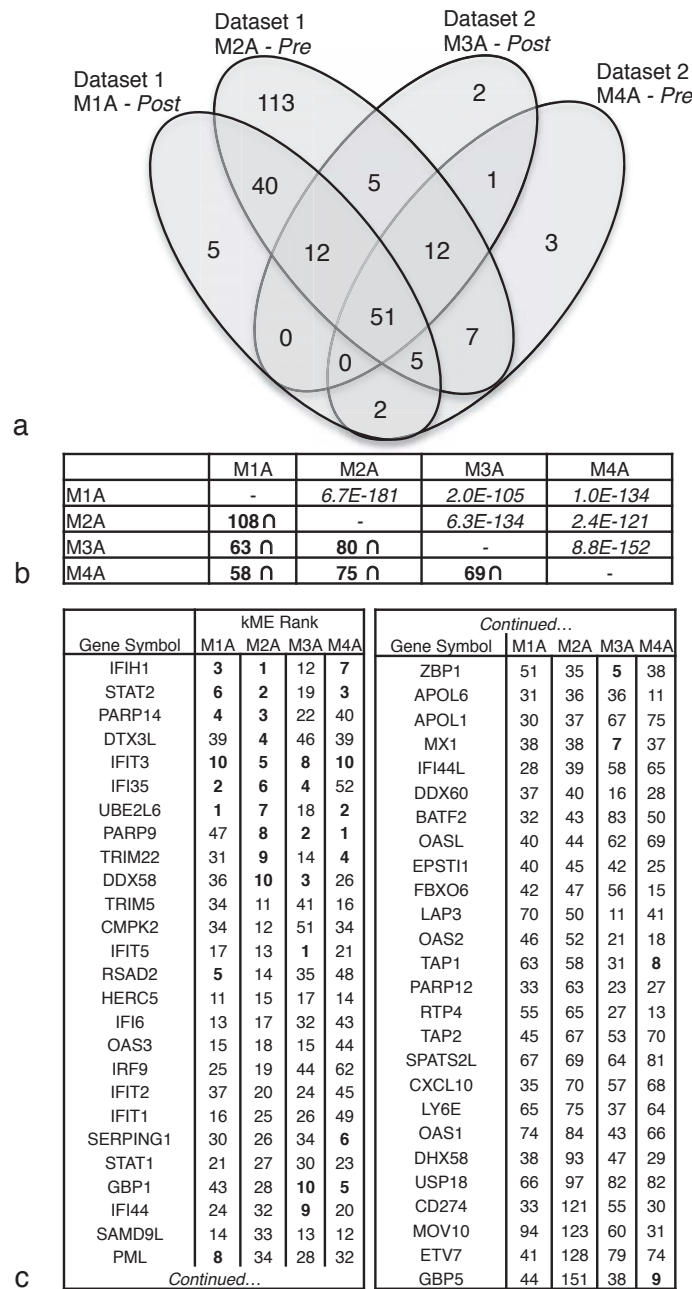 Dataset 1
M2A - Pre
Dataset 2
M3A - Post
Dataset 1
M1A - Post
Dataset 2
M4A - Pre
113
2
40
5
1
5
12
12
3
51
0
7
0
5
2
a
M1A M2A M3A M4A
M1A - 6.7E-181 2.0E-105 1.0E-134
M2A 108∩ - 6.3E-134 2.4E-121
M3A 63 ∩ 80 ∩ - 8.8E-152
M4A 58 ∩ 75 ∩ 69∩ -
b
kME Rank
Gene Symbol M1A M2A M3A M4A
IFIH1 3 1 12 7
STAT2 6 2 19 3
PARP14 4 3 22 40
DTX3L 39 4 46 39
IFIT3 10 5 8 10
IFI35 2 6 4 52
UBE2L6 1 7 18 2
PARP9 47 8 2 1
TRIM22 31 9 14 4
DDX58 36 10 3 26
TRIM5 34 11 41 16
CMPK2 34 12 51 34
IFIT5 17 13 1 21
RSAD2 5 14 35 48
HERC5 11 15 17 14
IFI6 13 17 32 43
OAS3 15 18 15 44
IRF9 25 19 44 62
IFIT2 37 20 24 45
IFIT1 16 25 26 49
SERPING1 30 26 34 6
STAT1 21 27 30 23
GBP1 43 28 10 5
IFI44 24 32 9 20
SAMD9L 14 33 13 12
PML 8 34 28 32
Continued...
Continued...
Gene Symbol M1A M2A M3A M4A
ZBP1 51 35 5 38
APOL6 31 36 36 11
APOL1 30 37 67 75
MX1 38 38 7 37
IFI44L 28 39 58 65
DDX60 37 40 16 28
BATF2 32 43 83 50
OASL 40 44 62 69
EPSTI1 40 45 42 25
FBXO6 42 47 56 15
LAP3 70 50 11 41
OAS2 46 52 21 18
TAP1 63 58 31 8
PARP12 33 63 23 27
RTP4 55 65 27 13
TAP2 45 67 53 70
SPATS2L 67 69 64 81
CXCL10 35 70 57 68
LY6E 65 75 37 64
OAS1 74 84 43 66
DHX58 38 93 47 29
USP18 66 97 82 82
CD274 33 121 55 30
MOV10 94 123 60 31
ETV7 41 128 79 74
GBP5 44 151 38 9
c